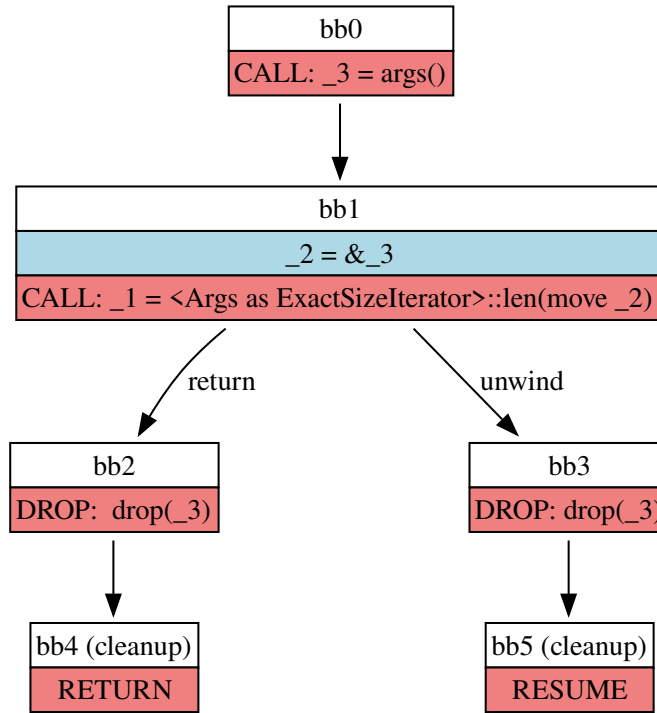 bb0
CALL: _3 = args()
bb1
_2 = &_3
CALL: _1 = <Args as ExactSizeIterator>::len(move _2)
return
unwind
bb2
DROP:  drop(_3)
bb3
DROP: drop(_3)
bb4 (cleanup)
RETURN
bb5 (cleanup)
RESUME